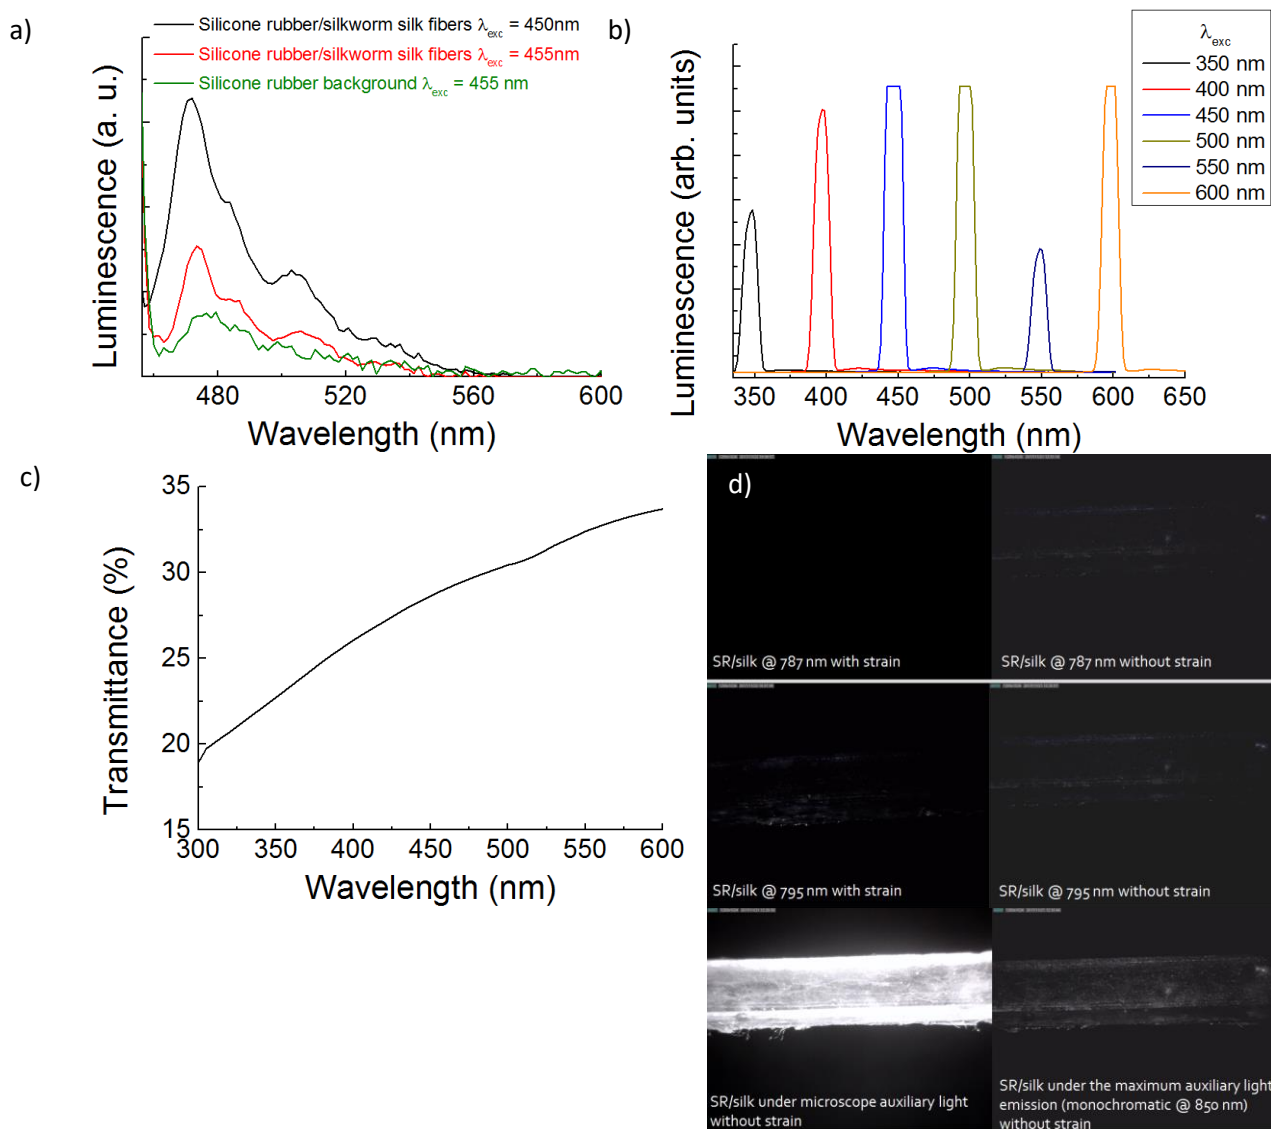 a)
Silicone rubber/silkworm silk fibers λexc = 450nm
Silicone rubber/silkworm silk fibers λexc = 455nm
Silicone rubber background λexc = 455 nm
Luminescence (a. u.)
480
520
560
600
Wavelength (nm)
b)
λexc
350 nm
400 nm
450 nm
500 nm
550 nm
600 nm
Luminescence (arb. units)
350
400
450
500
550
600
650
Wavelength (nm)
c)
35
30
25
20
15
Transmittance (%)
300
350
400
450
500
550
600
Wavelength (nm)
d)
SR/silk @ 787 nm with strain
SR/silk @ 787 nm without strain
SR/silk @ 795 nm with strain
SR/silk @ 795 nm without strain
SR/silk under microscope auxiliary light
without strain
SR/silk under the maximum auxiliary light
emission (monochromatic @ 850 nm)
without strain